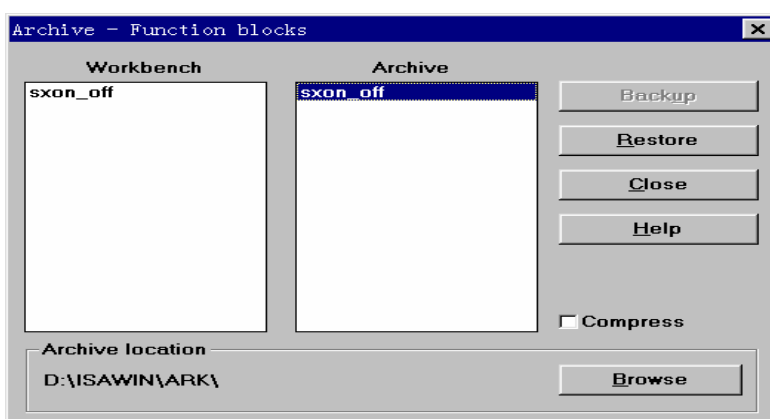 Archive - Function blocks
Workbench
Archive
sxon_off
sxon_off
Backup
Restore
Close
Help
Compress
Archive location
D:\ISAWIN\ARK\
Browse